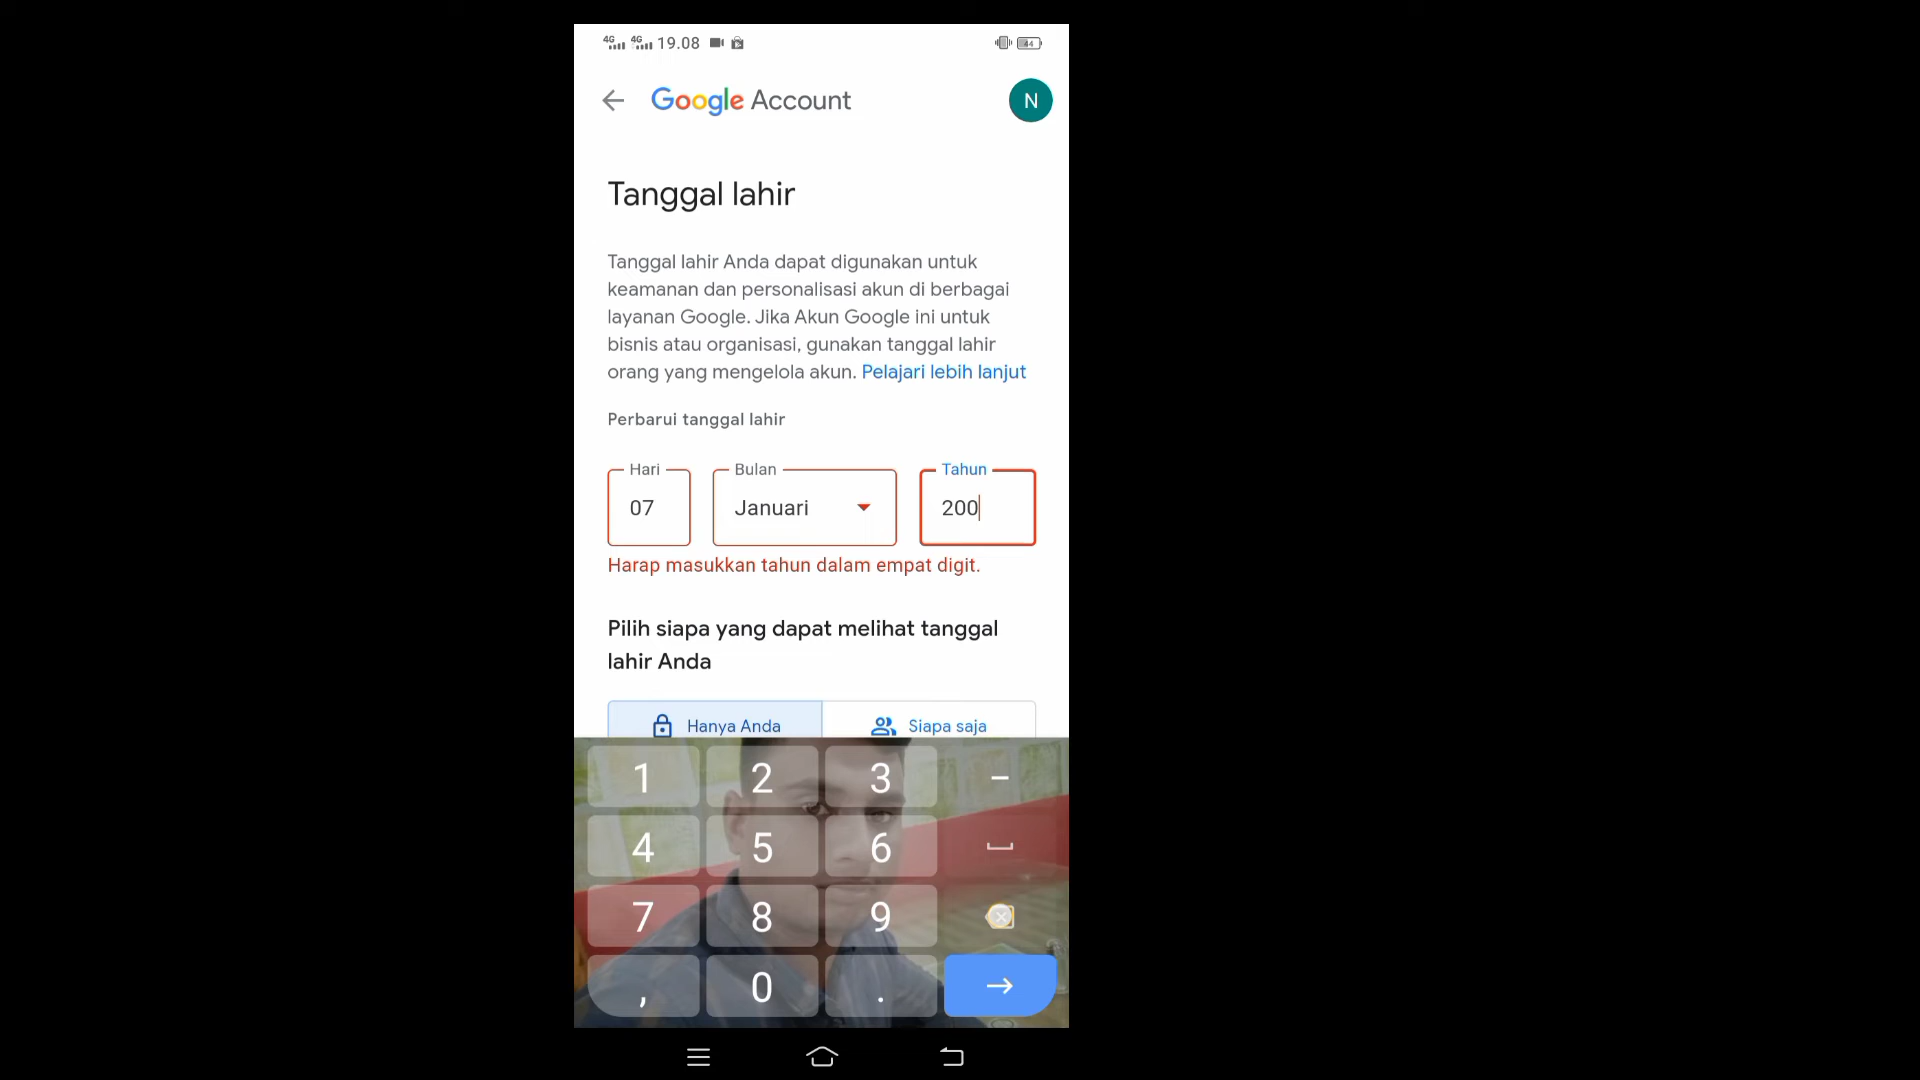 4G 4G 19.08 44
Google Account N
Tanggal lahir
Tanggal lahir Anda dapat digunakan untuk
keamanan dan personalisasi akun di berbagai
layanan Google. Jika Akun Google ini untuk
bisnis atau organisasi, gunakan tanggal lahir
orang yang mengelola akun. Pelajari lebih lanjut
Perbarui tanggal lahir
Hari Bulan Tahun
07 Januari 200
Harap masukkan tahun dalam empat digit.
Pilih siapa yang dapat melihat tanggal
lahir Anda
Hanya Anda Siapa saja
1 2 3 –
4 5 6
7 8 9
, 0 .